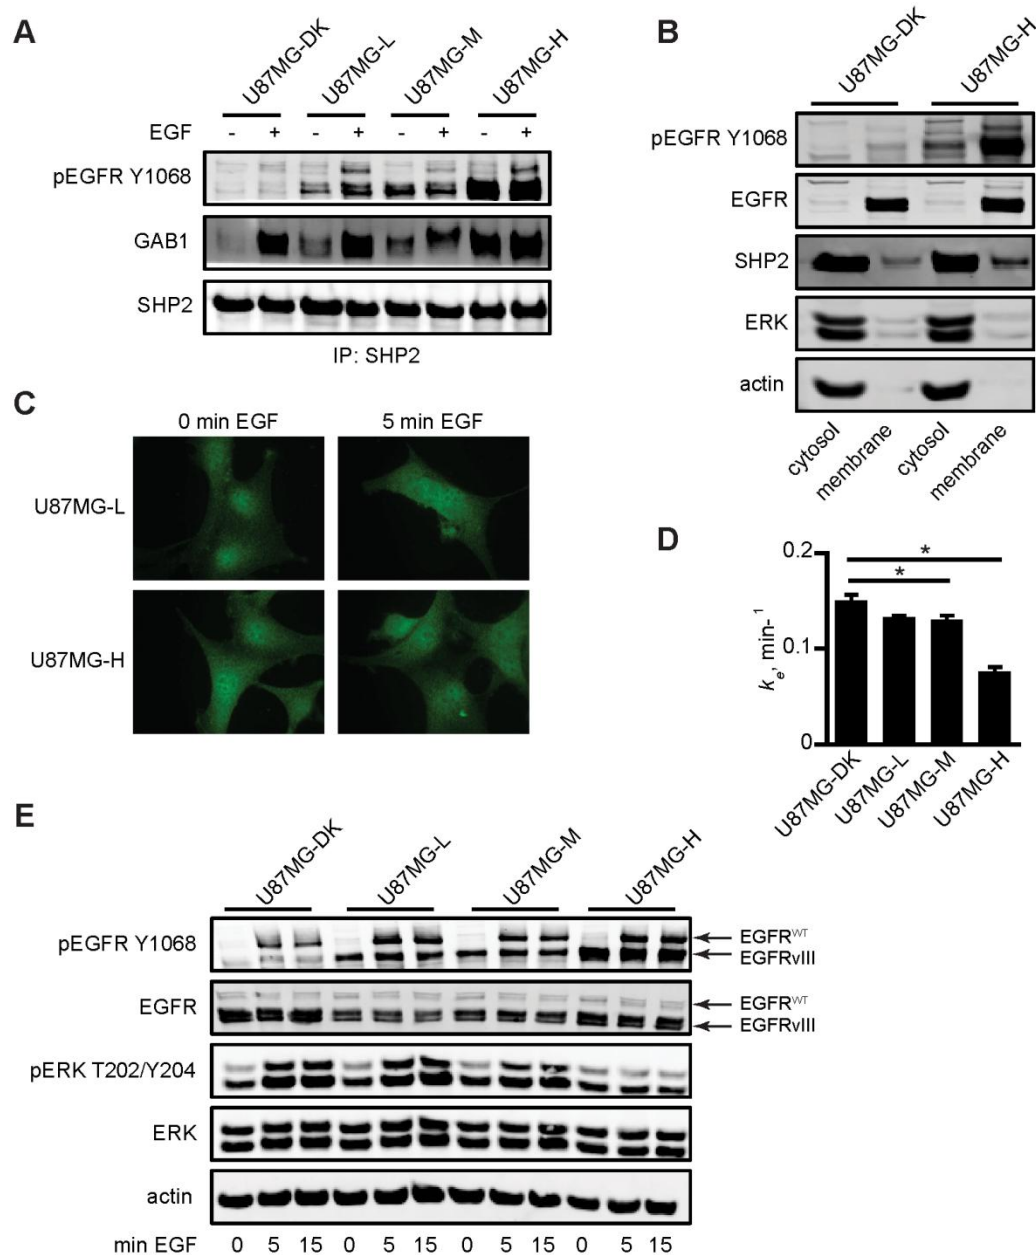 A
U87MG-DK U87MG-L U87MG-M U87MG-H
EGF - + - + - + - +
pEGFR Y1068
GAB1
SHP2
IP: SHP2
B
U87MG-DK U87MG-H
pEGFR Y1068
EGFR
SHP2
ERK
actin
cytosol membrane cytosol membrane
C
0 min EGF 5 min EGF
U87MG-L
U87MG-H
D
* 
*
0.2
0.1
0
ke, min-1
U87MG-DK U87MG-L U87MG-M U87MG-H
E
U87MG-DK U87MG-L U87MG-M U87MG-H
pEGFR Y1068
EGFRWT
EGFRvIII
EGFR
EGFRWT
EGFRvIII
pERK T202/Y204
ERK
actin
min EGF 0 5 15 0 5 15 0 5 15 0 5 15